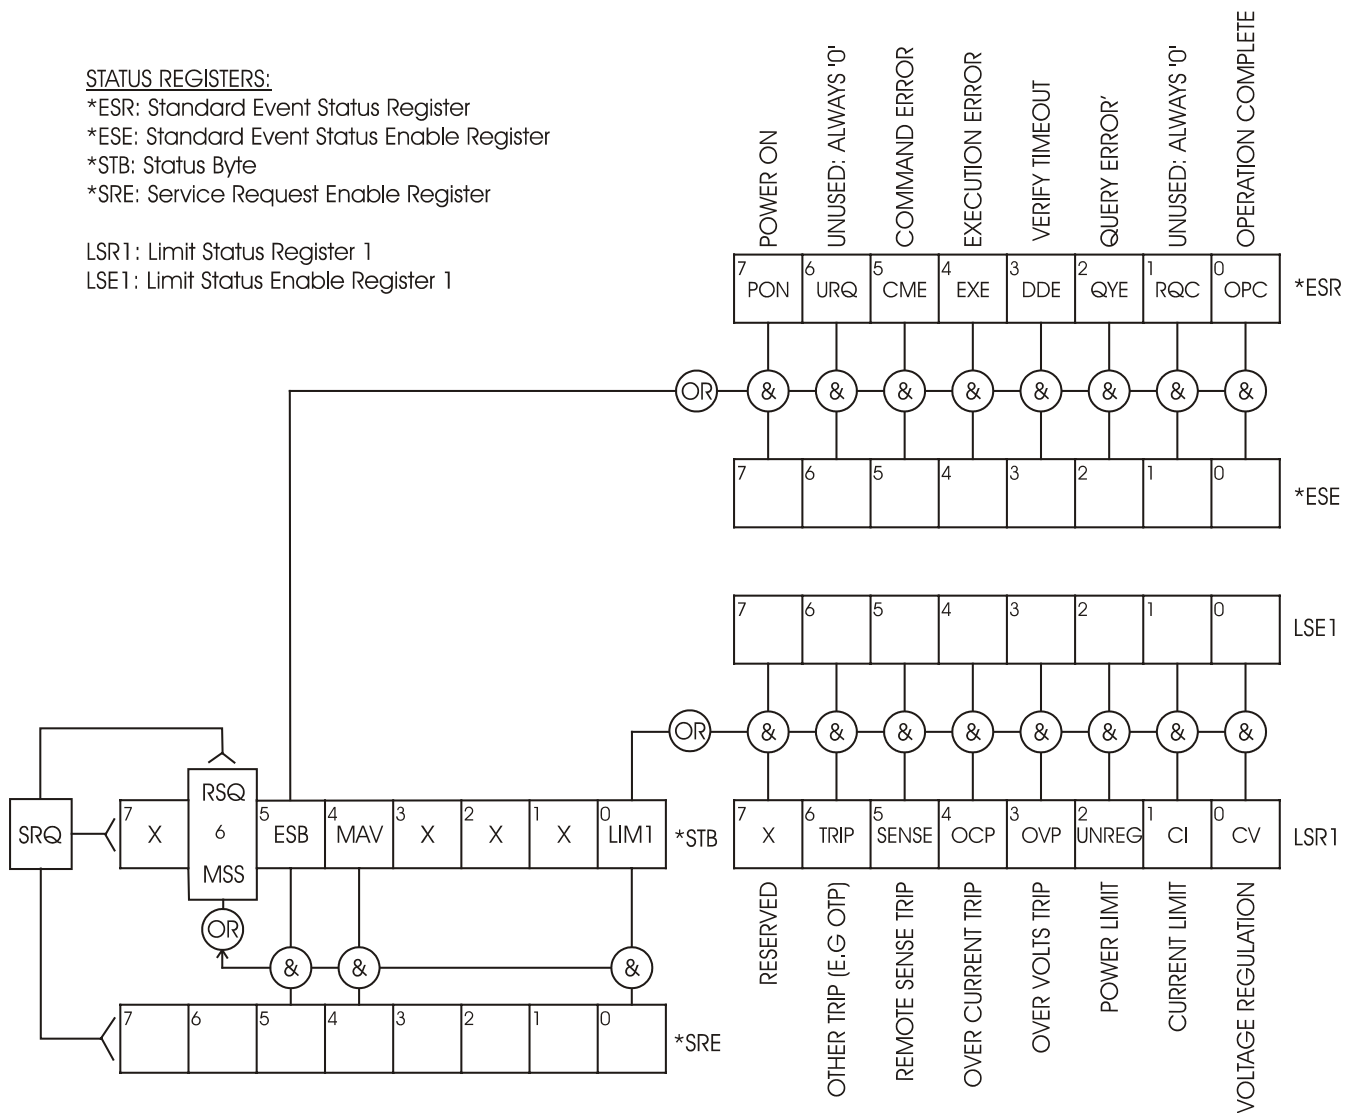 STATUS REGISTERS:
*ESR: Standard Event Status Register
*ESE: Standard Event Status Enable Register
*STB: Status Byte
*SRE: Service Request Enable Register
LSR1: Limit Status Register 1
LSE1: Limit Status Enable Register 1
POWER ON
UNUSED: ALWAYS '0'
COMMAND ERROR
EXECUTION ERROR
VERIFY TIMEOUT
QUERY ERROR'
UNUSED: ALWAYS '0'
OPERATION COMPLETE
7 6 5 4 3 2 1 0
PON URQ CME EXE DDE QYE RQC OPC *ESR
OR & & & & & & & &
7 6 5 4 3 2 1 0 *ESE
7 6 5 4 3 2 1 0 LSE1
OR & & & & & & & &
SRQ
7 RSQ 5 4 3 2 1 0
X 6 ESB MAV X X X LIM1 *STB
MSS
7 6 5 4 3 2 1 0
X TRIP SENSE OCP OVP UNREG CI CV LSR1
OR
& & &
7 6 5 4 3 2 1 0 *SRE
RESERVED
OTHER TRIP (E.G OTP)
REMOTE SENSE TRIP
OVER CURRENT TRIP
OVER VOLTS TRIP
POWER LIMIT
CURRENT LIMIT
VOLTAGE REGULATION